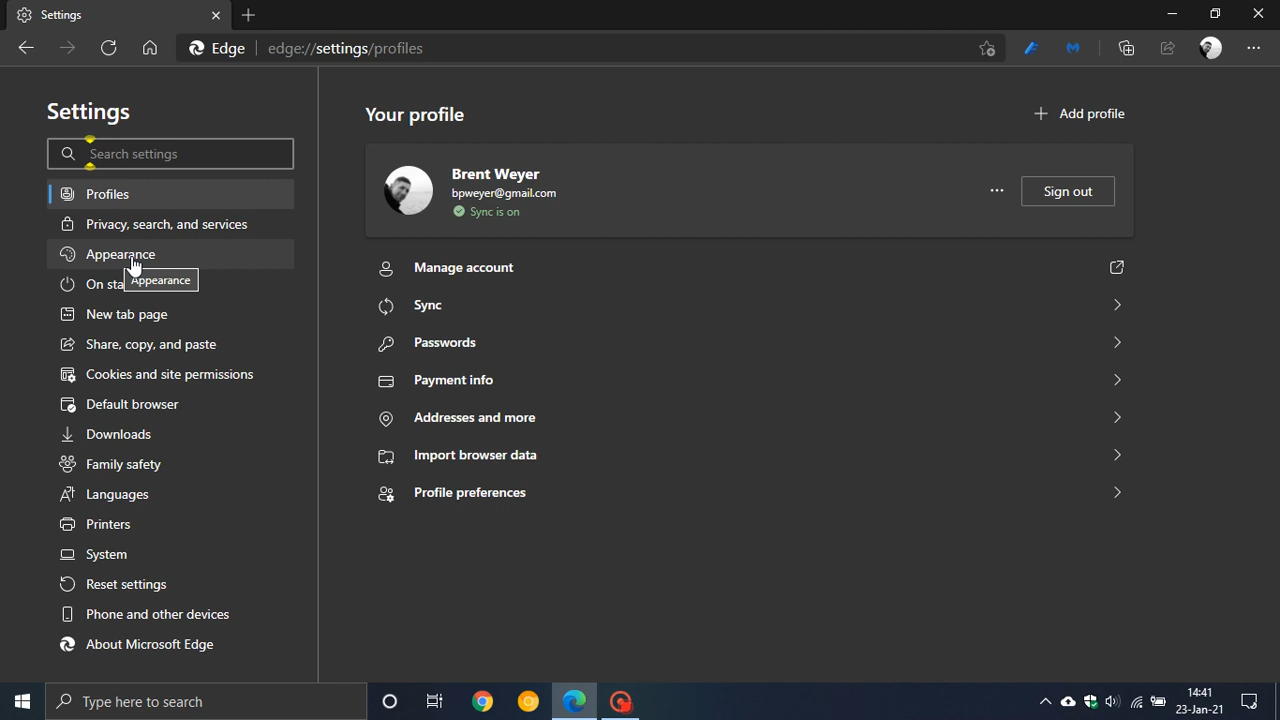 Settings
Edge
edge://settings/profiles
Settings
Search settings
Profiles
Privacy, search, and services
Appearance
Appearance
On sta
New tab page
Share, copy, and paste
Cookies and site permissions
Default browser
Downloads
Family safety
Languages
Printers
System
Reset settings
Phone and other devices
About Microsoft Edge
Your profile
Add profile
Brent Weyer
bpweyer@gmail.com
Sync is on
Sign out
Manage account
Sync
Passwords
Payment info
Addresses and more
Import browser data
Profile preferences
Type here to search
14:41
23-Jan-21